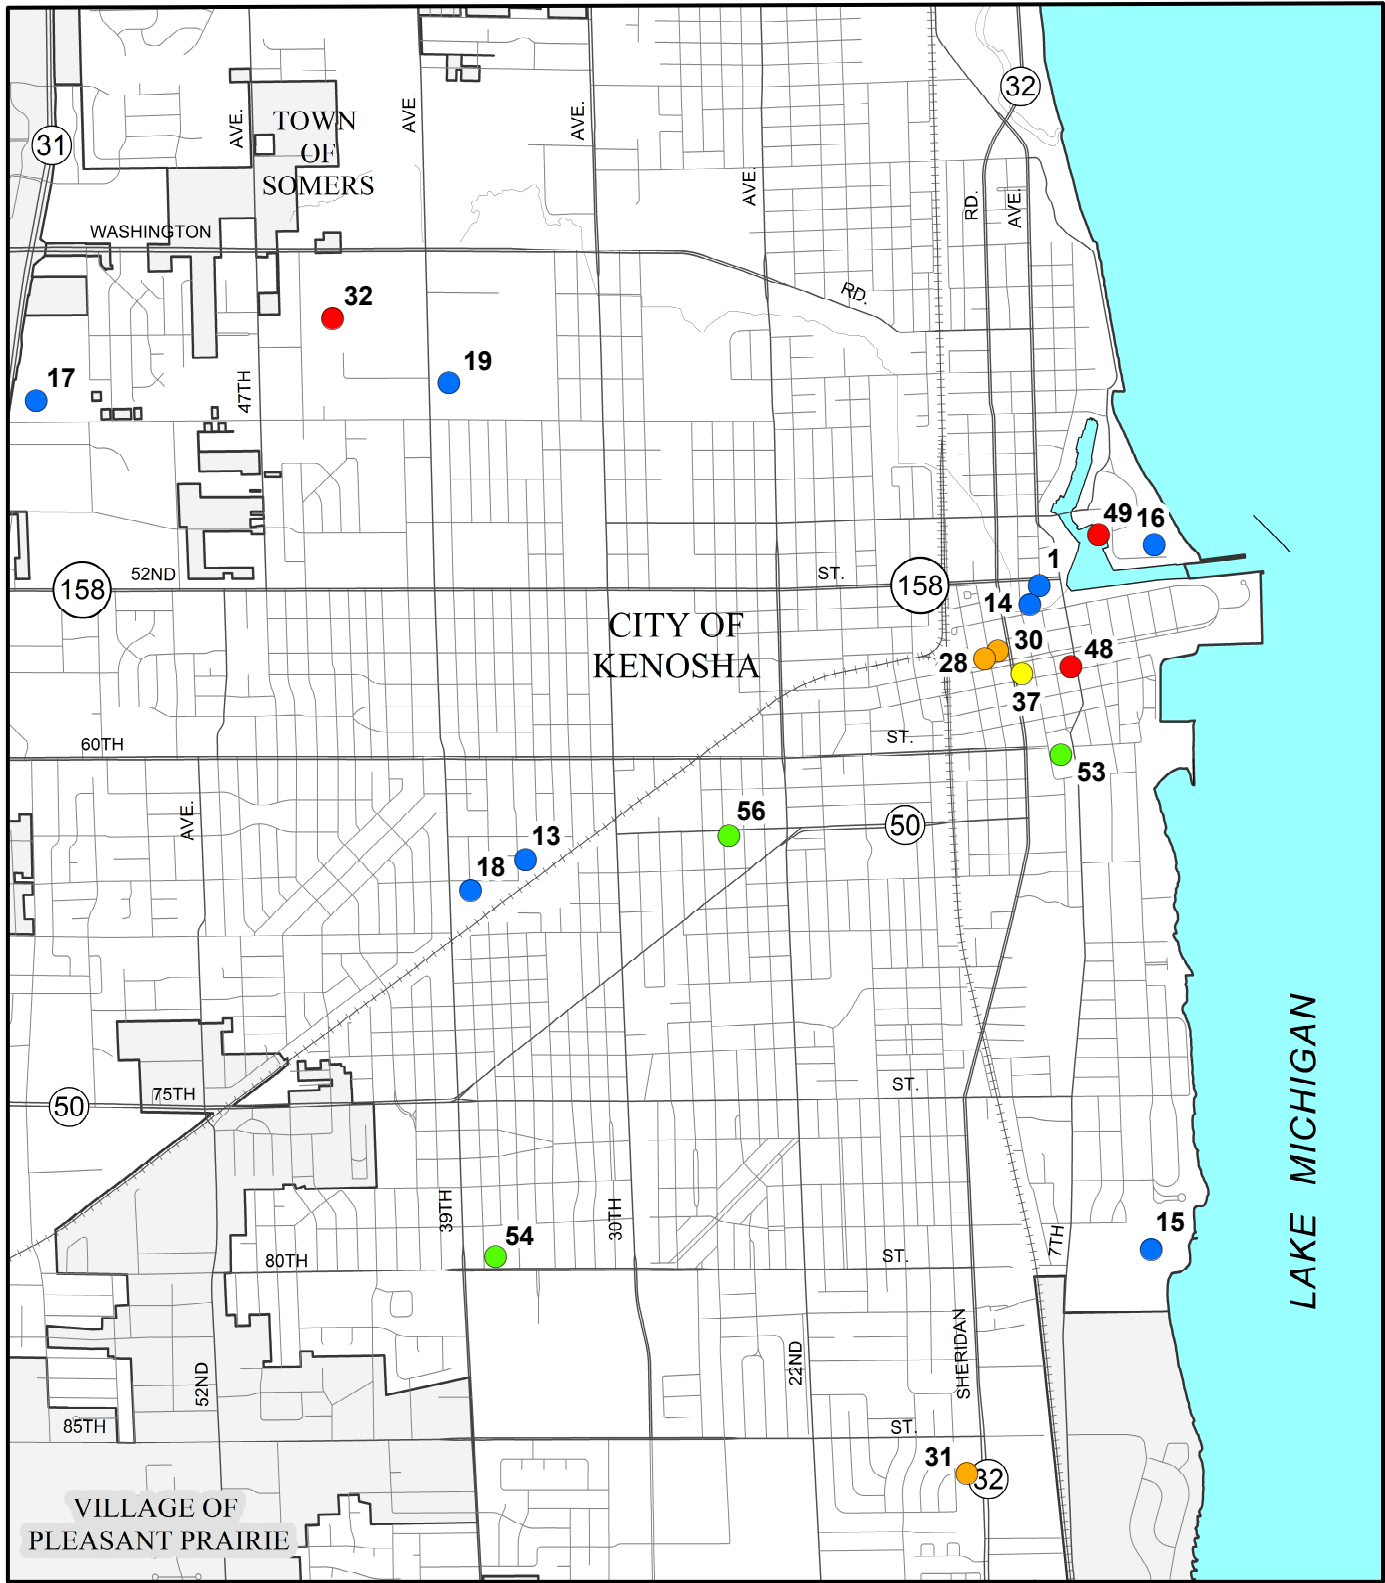 32
31
AVE.
TOWN
OF
SOMERS
AVE
AVE.
AVE.
RD.
AVE.
WASHINGTON
RD.
32
19
17
47TH
49
16
52ND
158
ST.
158
1
14
CITY OF
KENOSHA
30
28
48
37
60TH
ST.
53
AVE.
56
50
13
18
LAKE MICHIGAN
75TH
50
ST.
39TH
30TH
54
80TH
ST.
7TH
15
52ND
22ND
SHERIDAN
85TH
ST.
31
32
VILLAGE OF
PLEASANT PRAIRIE